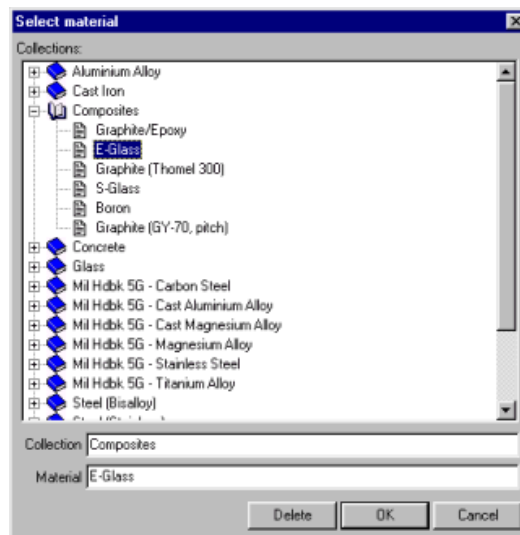 Select material
Collections:
Aluminium Alloy
Cast Iron
Composites
Graphite/Epoxy
E-Glass
Graphite (Thornel 300)
S-Glass
Boron
Graphite (GY-70, pitch)
Concrete
Glass
Mil Hdbk 5G - Carbon Steel
Mil Hdbk 5G - Cast Aluminium Alloy
Mil Hdbk 5G - Cast Magnesium Alloy
Mil Hdbk 5G - Magnesium Alloy
Mil Hdbk 5G - Stainless Steel
Mil Hdbk 5G - Titanium Alloy
Steel (Bisalloy)
Collection Composites
Material E-Glass
Delete OK Cancel